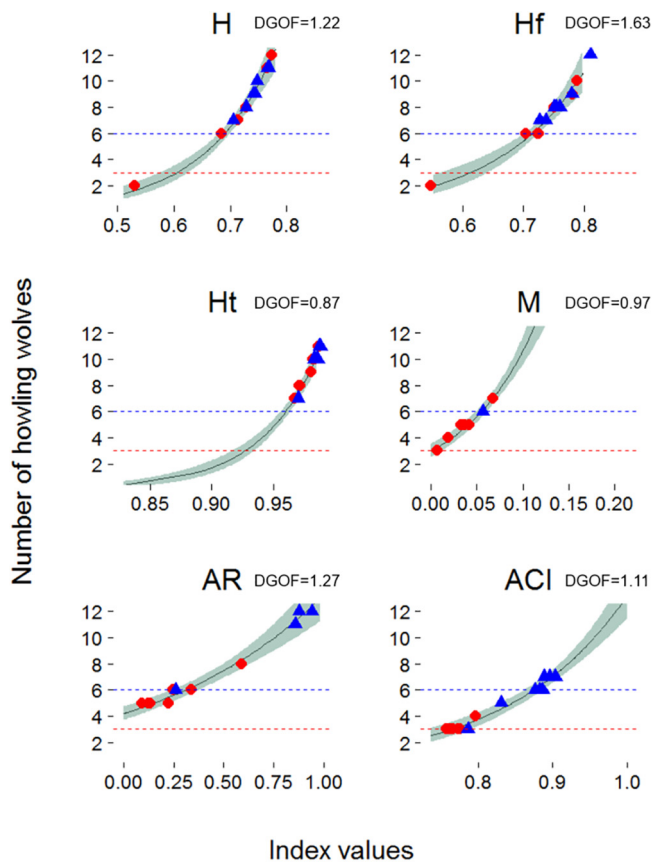 H DGOF=1.22
Hf DGOF=1.63
12
10
8
6
4
2
0.5 0.6 0.7 0.8
12
10
8
6
4
2
0.6 0.7 0.8
Number of howling wolves
Ht DGOF=0.87
M DGOF=0.97
12
10
8
6
4
2
0.85 0.90 0.95
12
10
8
6
4
2
0.00 0.05 0.10 0.15 0.20
AR DGOF=1.27
ACI DGOF=1.11
12
10
8
6
4
2
0.00 0.25 0.50 0.75 1.00
12
10
8
6
4
2
0.8 0.9 1.0
Index values